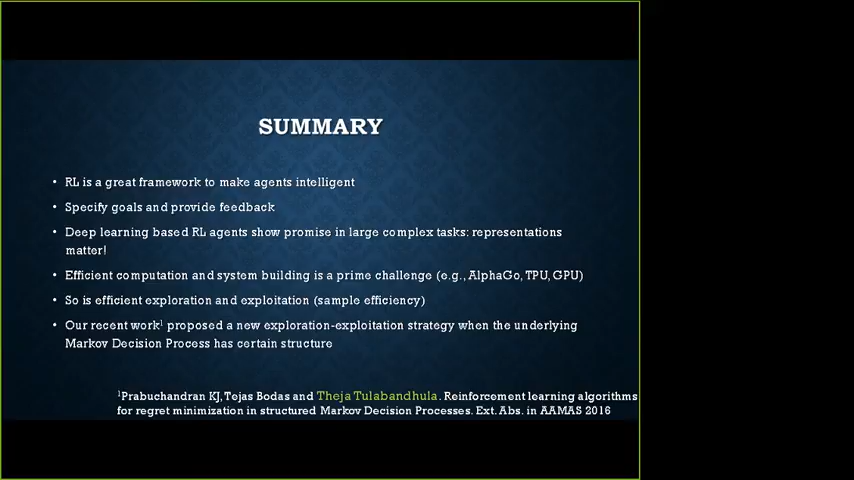 SUMMARY
• RL is a great framework to make agents intelligent
• Specify goals and provide feedback
• Deep learning based RL agents show promise in large complex tasks: representations
matter!
• Efficient computation and system building is a prime challenge (e.g., AlphaGo, TPU, GPU)
• So is efficient exploration and exploitation (sample efficiency)
• Our recent work¹ proposed a new exploration-exploitation strategy when the underlying
Markov Decision Process has certain structure
¹Prabuchandran KJ, Tejas Bodas and Theja Tulabandhula. Reinforcement learning algorithms
for regret minimization in structured Markov Decision Processes. Ext. Abs. in AAMAS 2016